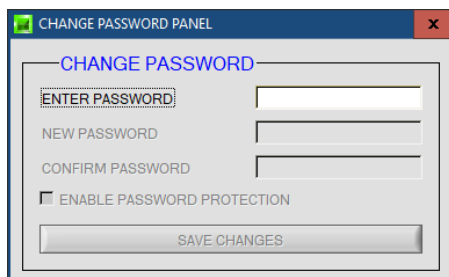 CHANGE PASSWORD PANEL
x
CHANGE PASSWORD
ENTER PASSWORD
NEW PASSWORD
CONFIRM PASSWORD
ENABLE PASSWORD PROTECTION
SAVE CHANGES